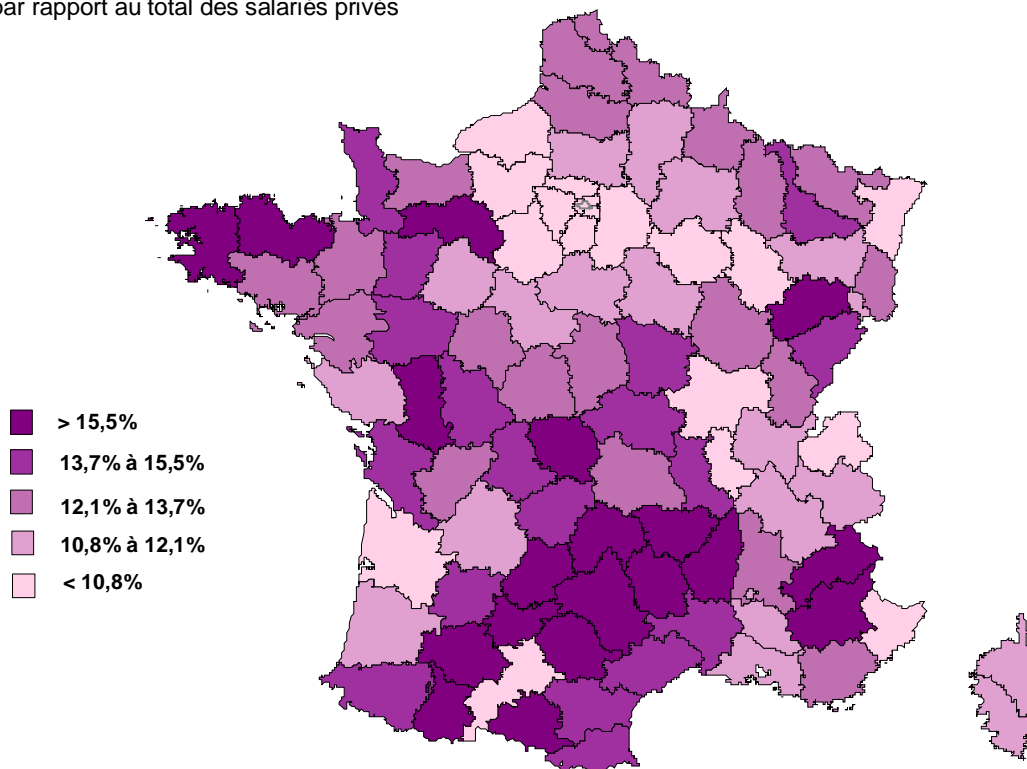 par rapport au total des salariés privés
> 15,5%
13,7% à 15,5%
12,1% à 13,7%
10,8% à 12,1%
< 10,8%